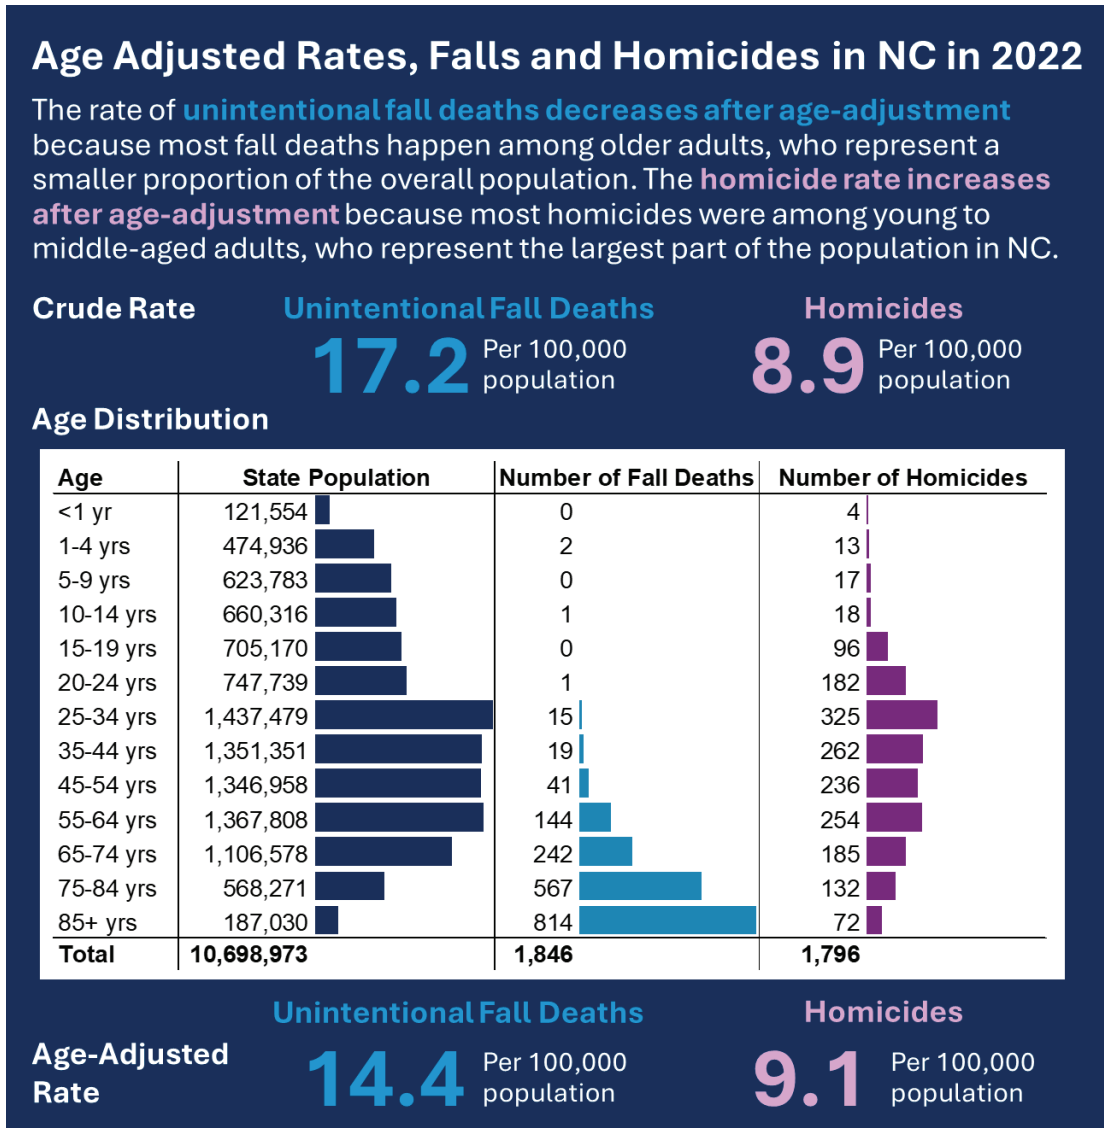 Age Adjusted Rates, Falls and Homicides in NC in 2022
The rate of unintentional fall deaths decreases after age-adjustment
because most fall deaths happen among older adults, who represent a
smaller proportion of the overall population. The homicide rate increases
after age-adjustment because most homicides were among young to
middle-aged adults, who represent the largest part of the population in NC.
Crude Rate Unintentional Fall Deaths Homicides
17.2 Per 100,000 population 8.9 Per 100,000 population
Age Distribution
Age State Population Number of Fall Deaths Number of Homicides
<1 yr 121,554 0 4
1-4 yrs 474,936 2 13
5-9 yrs 623,783 0 17
10-14 yrs 660,316 1 18
15-19 yrs 705,170 0 96
20-24 yrs 747,739 1 182
25-34 yrs 1,437,479 15 325
35-44 yrs 1,351,351 19 262
45-54 yrs 1,346,958 41 236
55-64 yrs 1,367,808 144 254
65-74 yrs 1,106,578 242 185
75-84 yrs 568,271 567 132
85+ yrs 187,030 814 72
Total 10,698,973 1,846 1,796
Unintentional Fall Deaths Homicides
Age-Adjusted Rate 14.4 Per 100,000 population 9.1 Per 100,000 population